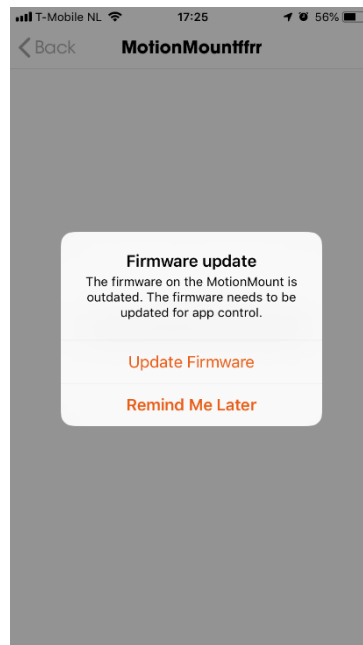 T-Mobile NL 17:25 56%
Back MotionMountffrr
Firmware update
The firmware on the MotionMount is
outdated. The firmware needs to be
updated for app control.
Update Firmware
Remind Me Later